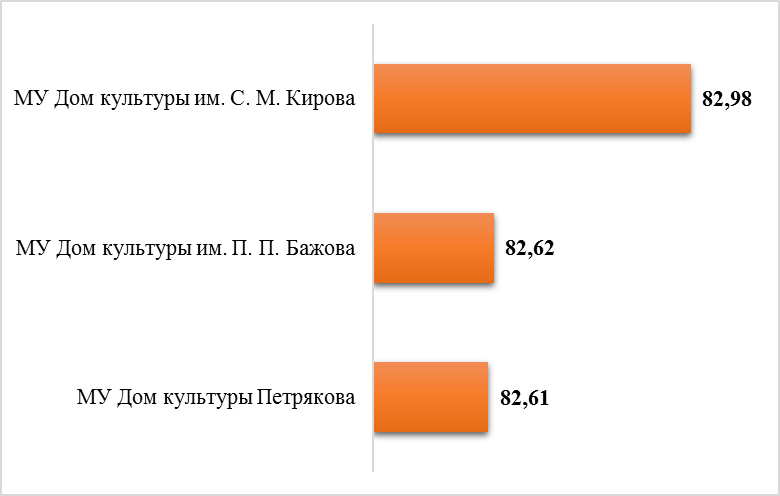 МУ Дом культуры им. С. М. Кирова 82,98
МУ Дом культуры им. П. П. Бажова 82,62
МУ Дом культуры Петрякова 82,61